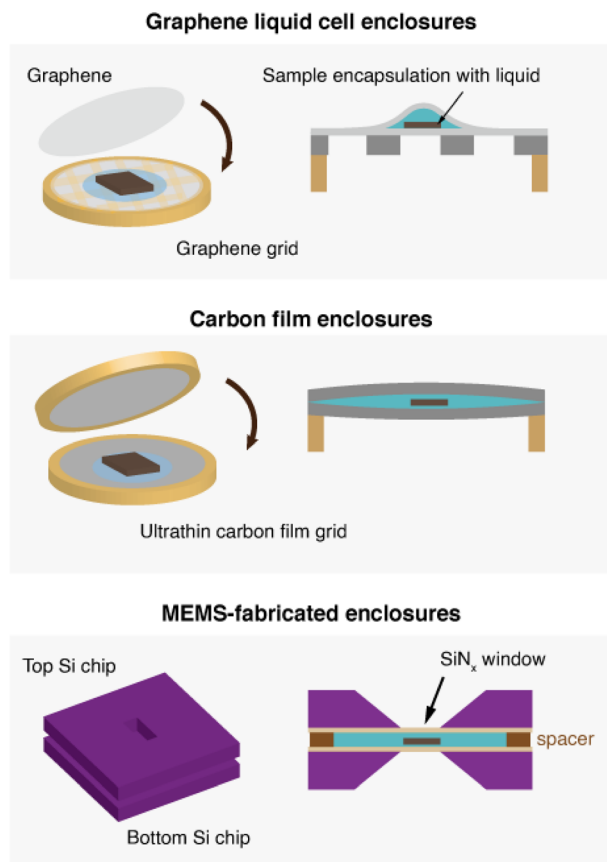 Graphene liquid cell enclosures
Graphene
Sample encapsulation with liquid
Graphene grid
Carbon film enclosures
Ultrathin carbon film grid
MEMS-fabricated enclosures
SiNₓ window
Top Si chip
spacer
Bottom Si chip